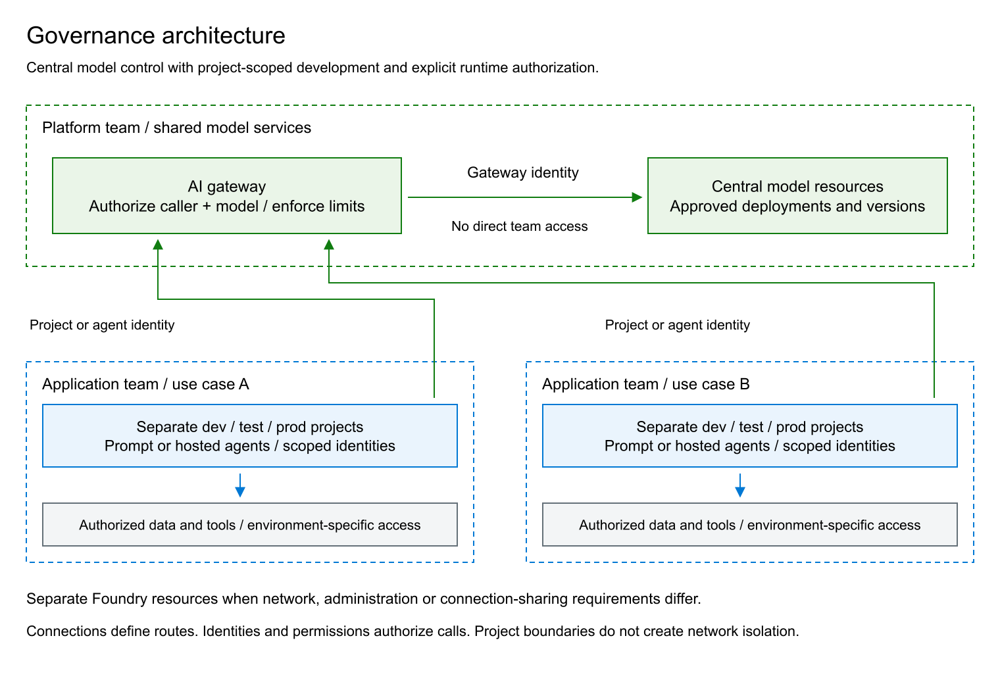 Governance architecture
Central model control with project-scoped development and explicit runtime authorization.
Platform team / shared model services
AI gateway
Authorize caller + model / enforce limits
Gateway identity
No direct team access
Central model resources
Approved deployments and versions
Project or agent identity
Project or agent identity
Application team / use case A
Separate dev / test / prod projects
Prompt or hosted agents / scoped identities
Authorized data and tools / environment-specific access
Application team / use case B
Separate dev / test / prod projects
Prompt or hosted agents / scoped identities
Authorized data and tools / environment-specific access
Separate Foundry resources when network, administration or connection-sharing requirements differ.
Connections define routes. Identities and permissions authorize calls. Project boundaries do not create network isolation.